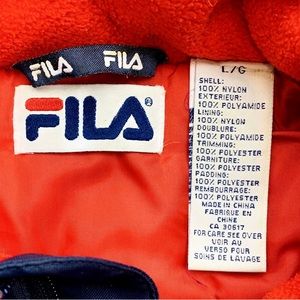 FILA FILA
FILA®
L/G
SHELL:
100% NYLON
EXTERIEUR:
100% POLYAMIDE
LINING:
100% NYLON
DOUBLURE:
100% POLYAMIDE
TRIMMING:
100% POLYESTER
GARNITURE:
100% POLYESTER
PADDING:
100% POLYESTER
REMBOURRAGE:
100% POLYESTER
MADE IN CHINA
FABRIQUE EN
CHINE
CA 30617
FOR CARE SEE OVER
VOIR AU
VERSO POUR
SOINS DE LAVAGE